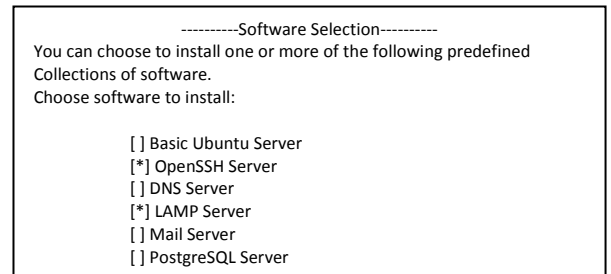 ----------Software Selection----------
You can choose to install one or more of the following predefined
Collections of software.
Choose software to install:
[ ] Basic Ubuntu Server
[*] OpenSSH Server
[ ] DNS Server
[*] LAMP Server
[ ] Mail Server
[ ] PostgreSQL Server